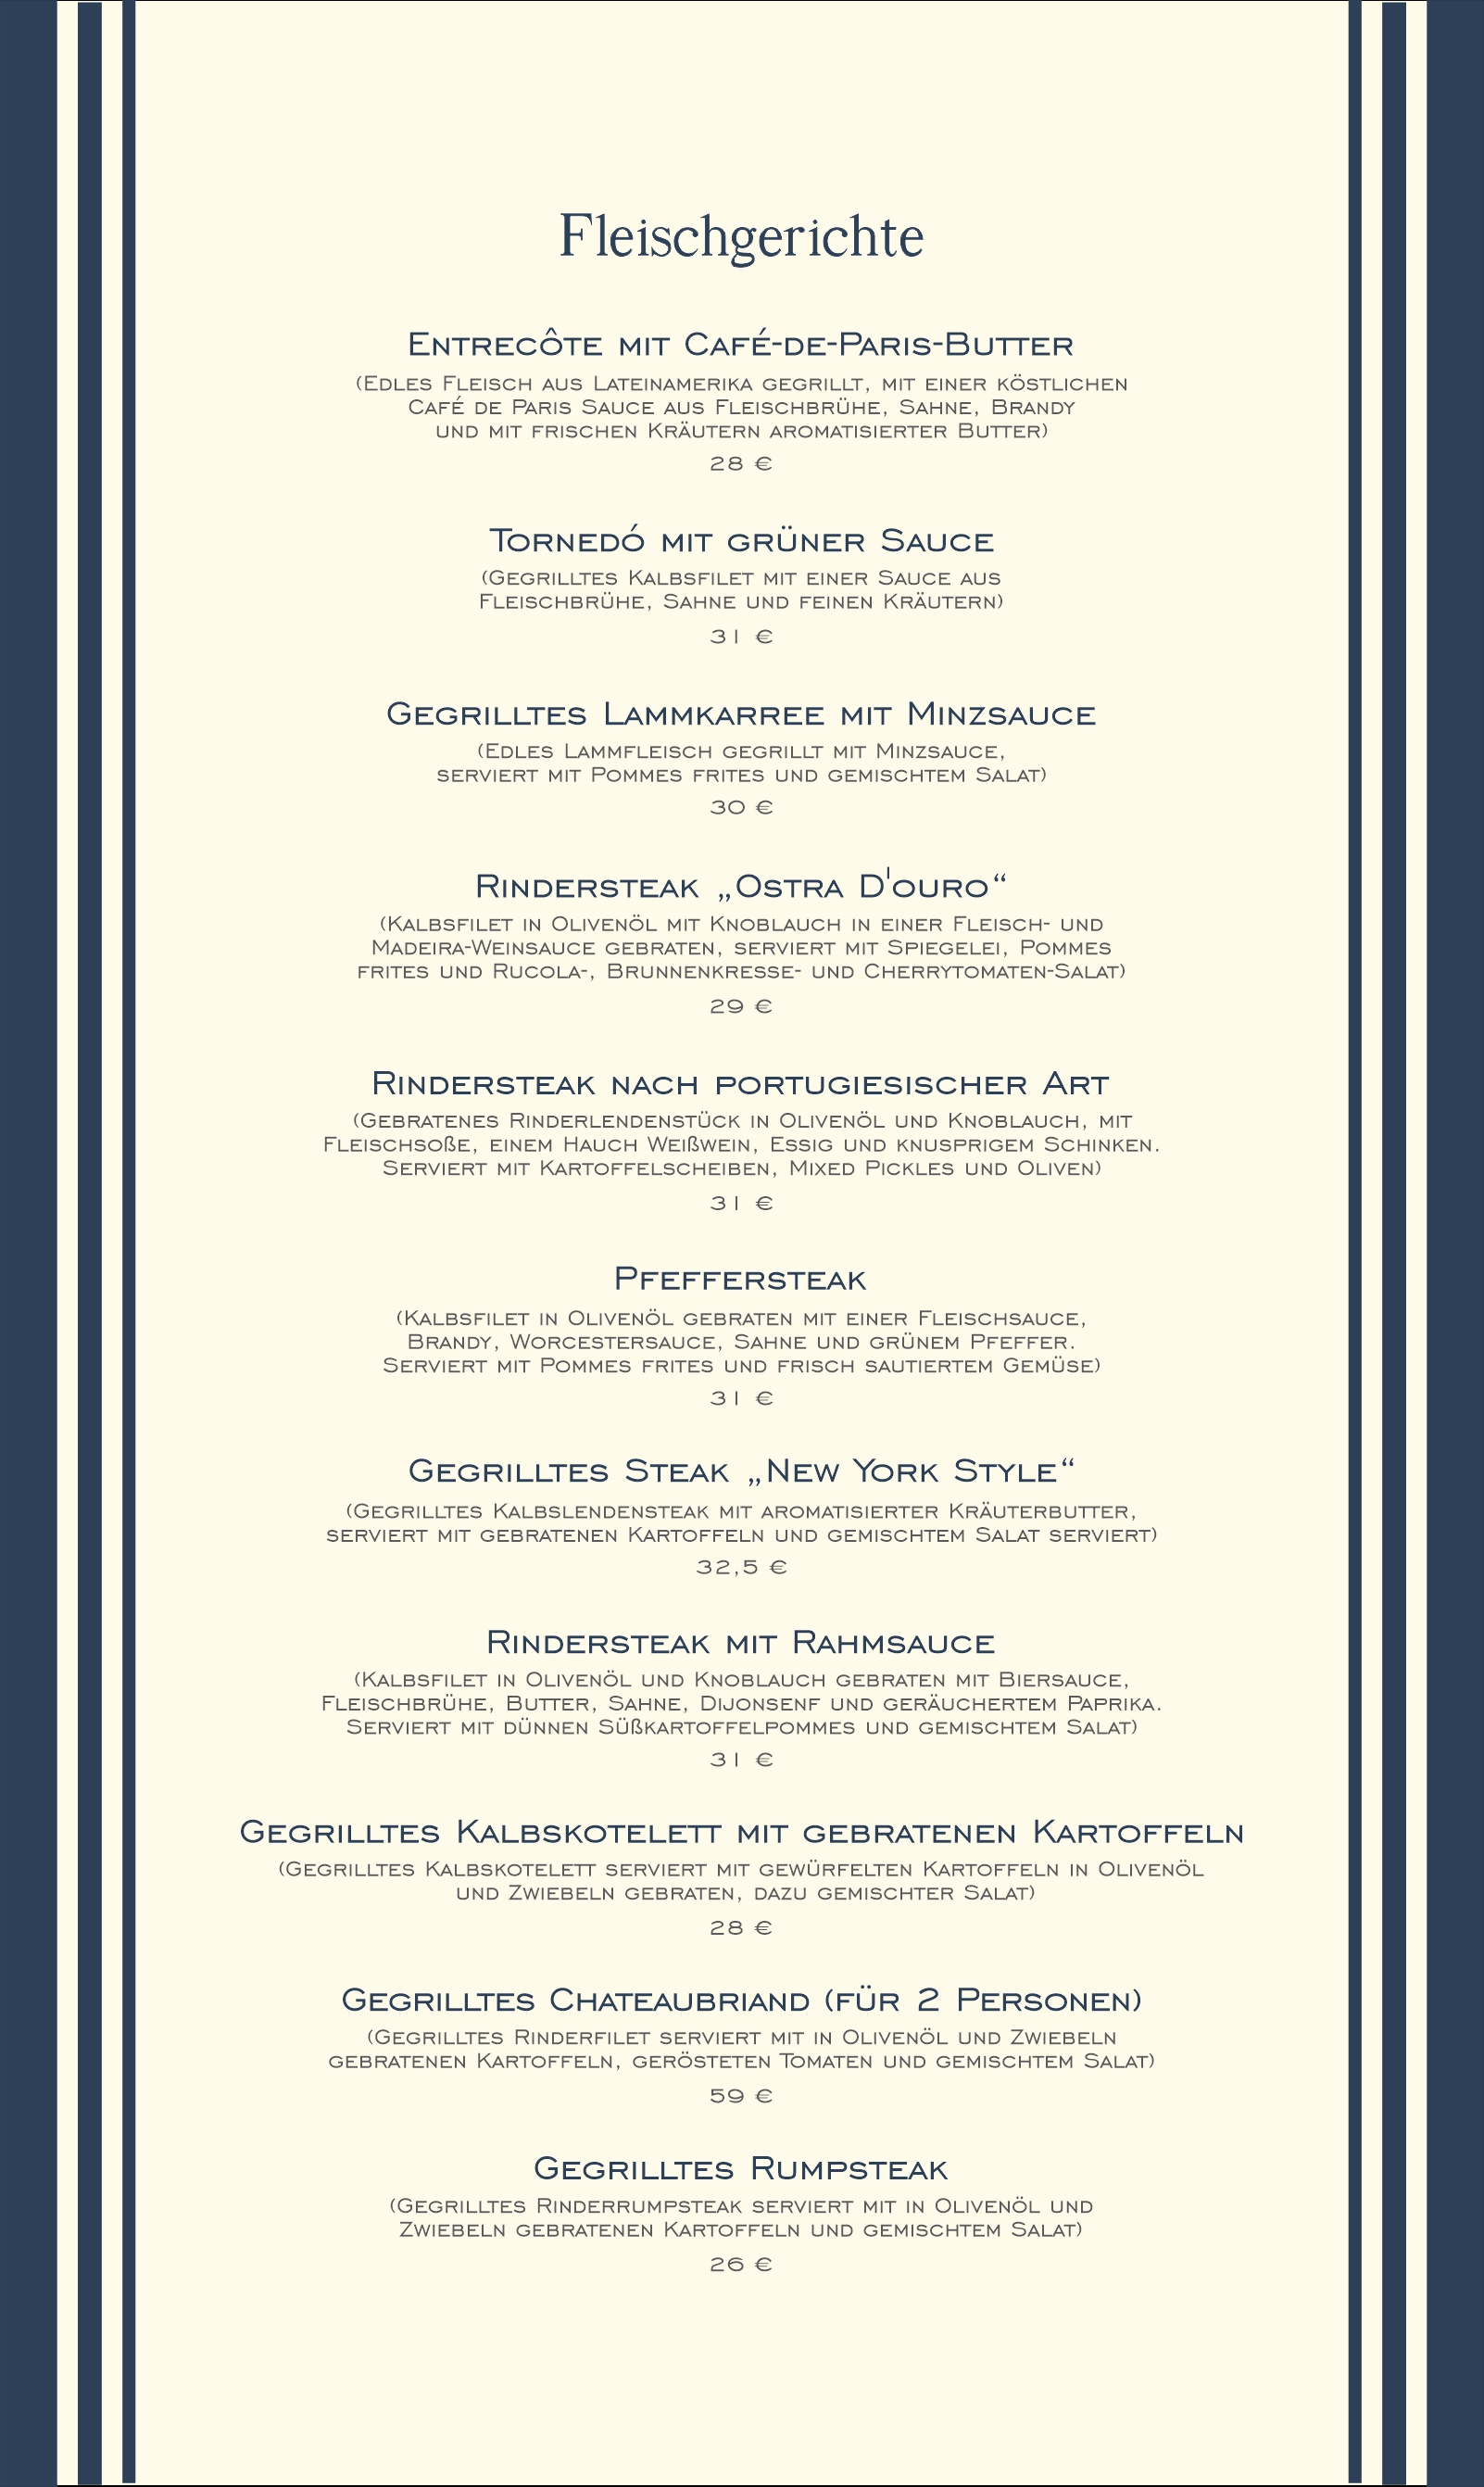 Fleischgerichte
Entrecôte mit Café-de-Paris-Butter
(Edles Fleisch aus Lateinamerika gegrillt, mit einer köstlichen
Café de Paris Sauce aus Fleischbrühe, Sahne, Brandy
und mit frischen Kräutern aromatisierter Butter)
28 €
Tornedó mit grüner Sauce
(Gegrilltes Kalbsfilet mit einer Sauce aus
Fleischbrühe, Sahne und feinen Kräutern)
31 €
Gegrilltes Lammkarree mit Minzsauce
(Edles Lammfleisch gegrillt mit Minzsauce,
serviert mit Pommes frites und gemischtem Salat)
30 €
Rindersteak „Ostra D'ouro“
(Kalbsfilet in Olivenöl mit Knoblauch in einer Fleisch- und
Madeira-Weinsauce gebraten, serviert mit Spiegelei, Pommes
frites und Rucola-, Brunnenkresse- und Cherrytomaten-Salat)
29 €
Rindersteak nach portugiesischer Art
(Gebratenes Rinderlendenstück in Olivenöl und Knoblauch, mit
Fleischsoße, einem Hauch Weißwein, Essig und knusprigem Schinken.
Serviert mit Kartoffelscheiben, Mixed Pickles und Oliven)
31 €
Pfeffersteak
(Kalbsfilet in Olivenöl gebraten mit einer Fleischsauce,
Brandy, Worcestersauce, Sahne und grünem Pfeffer.
Serviert mit Pommes frites und frisch sautiertem Gemüse)
31 €
Gegrilltes Steak „New York Style“
(Gegrilltes Kalbslendensteak mit aromatisierter Kräuterbutter,
serviert mit gebratenen Kartoffeln und gemischtem Salat serviert)
32,5 €
Rindersteak mit Rahmsauce
(Kalbsfilet in Olivenöl und Knoblauch gebraten mit Biersauce,
Fleischbrühe, Butter, Sahne, Dijonsenf und geräuchertem Paprika.
Serviert mit dünnen Süßkartoffelpommes und gemischtem Salat)
31 €
Gegrilltes Kalbskotelett mit gebratenen Kartoffeln
(Gegrilltes Kalbskotelett serviert mit gewürfelten Kartoffeln in Olivenöl
und Zwiebeln gebraten, dazu gemischter Salat)
28 €
Gegrilltes Chateaubriand (für 2 Personen)
(Gegrilltes Rinderfilet serviert mit in Olivenöl und Zwiebeln
gebratenen Kartoffeln, gerösteten Tomaten und gemischtem Salat)
59 €
Gegrilltes Rumpsteak
(Gegrilltes Rinderrumpsteak serviert mit in Olivenöl und
Zwiebeln gebratenen Kartoffeln und gemischtem Salat)
26 €